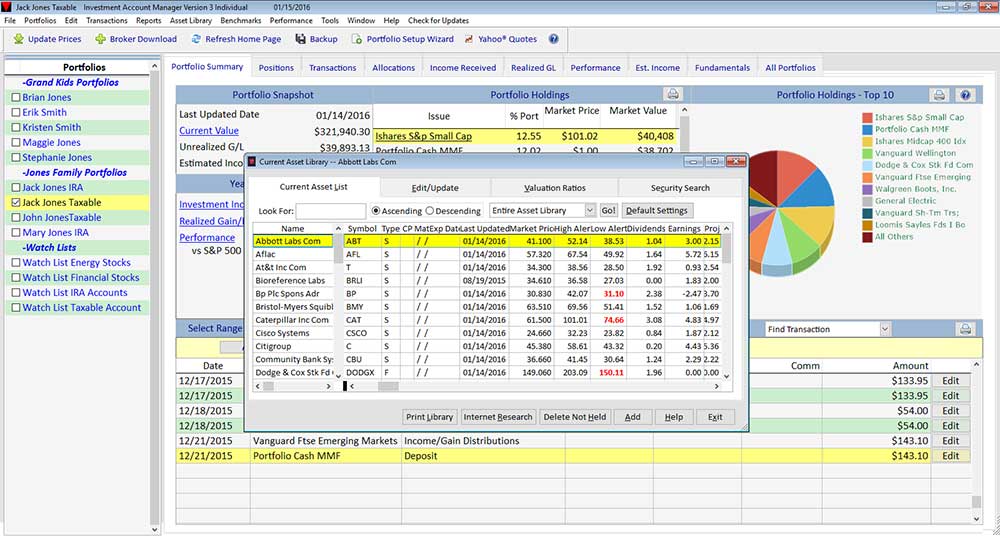 Jack Jones Taxable Investment Account Manager Version 3 Individual 01/15/2016
File Portfolios Edit Transactions Reports Asset Library Benchmarks Performance Tools Window Help Check for Updates
Update Prices Broker Download Refresh Home Page Backup Portfolio Setup Wizard Yahoo® Quotes
Portfolios
-Grand Kids Portfolios
Brian Jones
Erik Smith
Kristen Smith
Maggie Jones
Stephanie Jones
-Jones Family Portfolios
Jack Jones IRA
Jack Jones Taxable
John JonesTaxable
Mary Jones IRA
-Watch Lists
Watch List Energy Stocks
Watch List Financial Stocks
Watch List IRA Accounts
Watch List Taxable Account
Portfolio Summary Positions Transactions Allocations Income Received Realized GL Performance Est. Income Fundamentals All Portfolios
Portfolio Snapshot
Last Updated Date 01/14/2016
Current Value $321,940.30
Unrealized G/L $39,893.13
Estimated Inco
Yea
Investment Inc
Realized Gain/
Performance
vs S&P 500
Portfolio Holdings
Issue % Port Market Price Market Value
Ishares S&p Small Cap 12.55 $101.02 $40,408
Portfolio Cash MMF 12.02 $1.00 $38,702
Portfolio Holdings - Top 10
Ishares S&p Small Cap
Portfolio Cash MMF
Ishares Midcap 400 Idx
Vanguard Wellington
Dodge & Cox Stk Fd Com
Vanguard Ftse Emerging
Walgreen Boots, Inc.
General Electric
Vanguard Sh-Tm Trs;
Loomis Sayles Fds I Bo
All Others
Current Asset Library -- Abbott Labs Com
Current Asset List Edit/Update Valuation Ratios Security Search
Look For: Ascending Descending Entire Asset Library Go! Default Settings
Name Symbol Type CP MatExp Date Last Updated Market Price High Alert Low Alert Dividends Earnings Proj
Abbott Labs Com ABT S / / 01/14/2016 41.100 52.14 38.53 1.04 3.00 2.15
Aflac AFL S / / 01/14/2016 57.320 67.54 49.92 1.64 5.72 5.15
At&t Inc Com T S / / 01/14/2016 34.300 38.56 28.50 1.92 0.93 2.54
Bioreference Labs BRLI S / / 08/19/2015 34.610 36.58 27.03 0.00 1.83 2.00
Bp Plc Spons Adr BP S / / 01/14/2016 30.830 42.07 31.10 2.38 -2.47 3.70
Bristol-Myers Squibb BMY S / / 01/14/2016 63.510 69.56 51.41 1.52 1.06 1.69
Caterpillar Inc Com CAT S / / 01/14/2016 61.500 101.01 74.66 3.08 4.83 4.97
Cisco Systems CSCO S / / 01/14/2016 24.660 32.23 23.82 0.84 1.87 2.12
Citigroup C S / / 01/14/2016 45.380 58.61 43.32 0.20 4.43 5.36
Community Bank Sy: CBU S / / 01/14/2016 36.660 41.45 30.64 1.24 2.29 2.22
Dodge & Cox Stk Fd DODGX F / / 01/14/2016 149.060 203.09 150.11 1.96 0.00 0.00
Print Library Internet Research Delete Not Held Add Help Exit
Select Range Find Transaction
A
Date Comm Amount
12/17/2015 $133.95 Edit
12/17/2015 $133.95 Edit
12/18/2015 $54.00 Edit
12/18/2015 $54.00 Edit
12/21/2015 Vanguard Ftse Emerging Markets Income/Gain Distributions $143.10 Edit
12/21/2015 Portfolio Cash MMF Deposit $143.10 Edit